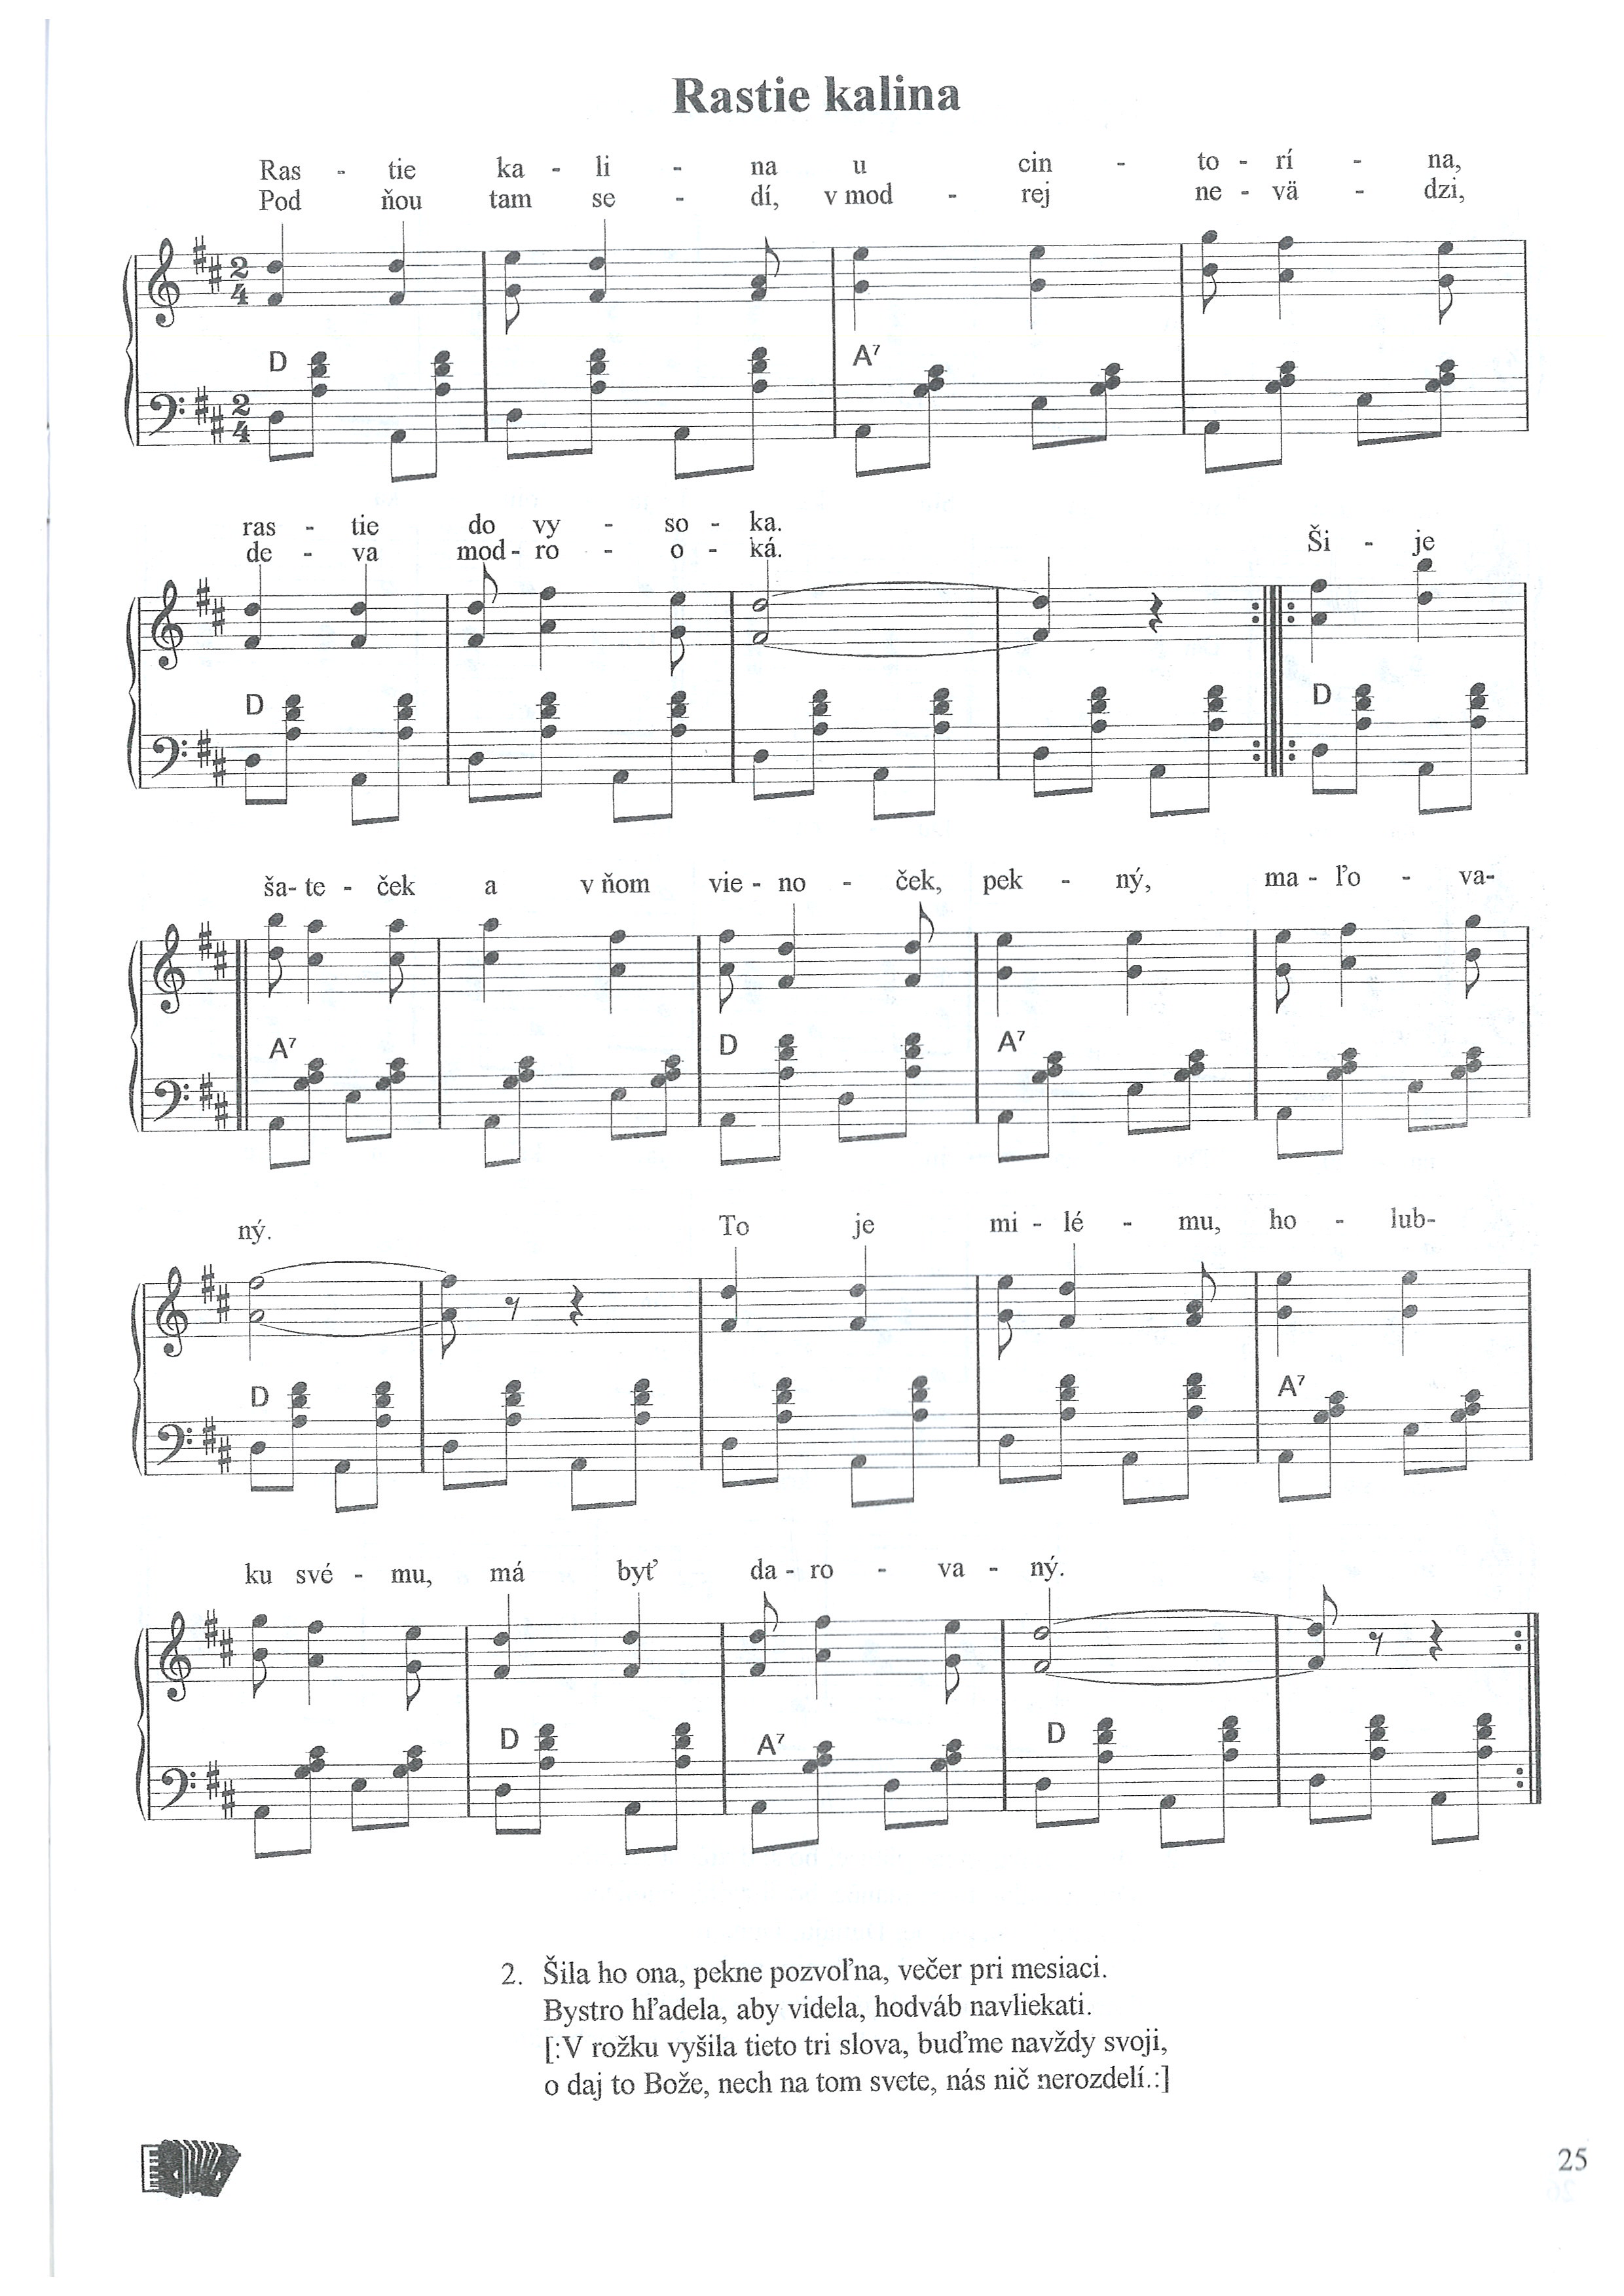 Rastie kalina
Ras - tie ka - li - na u cin - to - rí - na,
Pod ňou tam se - dí, v mod - rej ne - vä - dzi,
2 4
D A7
2 4
ras - tie do vy - so - ka. Ši - je
de - va mod - ro - o - ká.
D D
ša - te - ček a v ňom vie - no - ček, pek - ný, ma - ľo - va-
A7 D A7
ný. To je mi - lé - mu, ho - lub-
D A7
ku své - mu, má byť da - ro - va - ný.
D A7 D
2. Šila ho ona, pekne pozvoľna, večer pri mesiaci.
Bystro hľadela, aby videla, hodváb navliekati.
[:V rožku vyšila tieto tri slova, buďme navždy svoji,
o daj to Bože, nech na tom svete, nás nič nerozdelí.:]
25